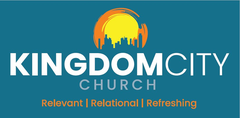 KINGDOMCITY
CHURCH
Relevant | Relational | Refreshing